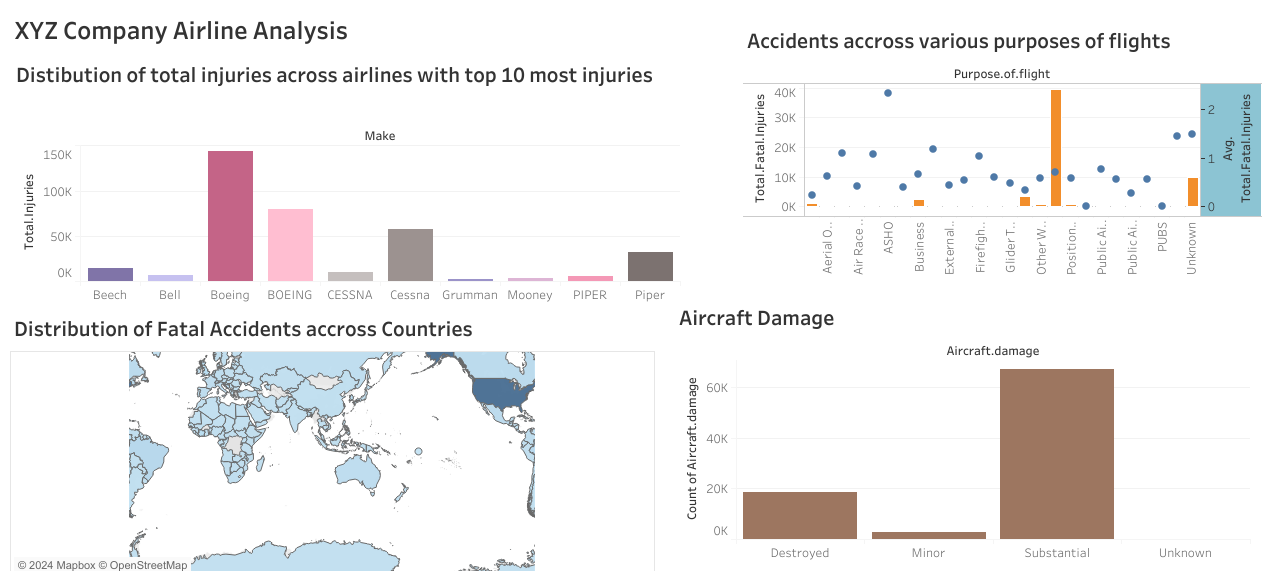 XYZ Company Airline Analysis
Distibution of total injuries across airlines with top 10 most injuries
Make
Total.Injuries
150K
100K
50K
0K
Beech
Bell
Boeing
BOEING
CESSNA
Cessna
Grumman
Mooney
PIPER
Piper
Accidents accross various purposes of flights
Purpose.of.flight
Total.Fatal.Injuries
40K
30K
20K
10K
0K
2
1
0
Avg.
Total.Fatal.Injuries
Aerial O..
Air Race ..
ASHO
Business
External..
Firefigh..
Glider T..
Other W..
Position..
Public Ai..
Public Ai..
PUBS
Unknown
Distribution of Fatal Accidents accross Countries
© 2024 Mapbox © OpenStreetMap
Aircraft Damage
Aircraft.damage
Count of Aircraft.damage
60K
40K
20K
0K
Destroyed
Minor
Substantial
Unknown